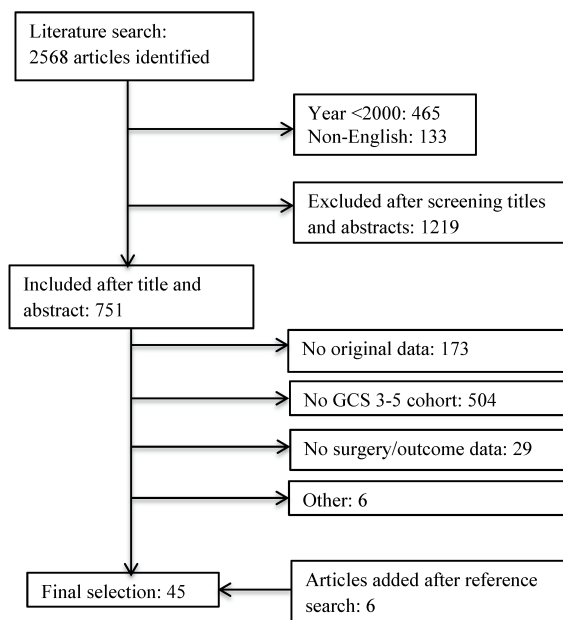 Literature search:
2568 articles identified
Year <2000: 465
Non-English: 133
Excluded after screening titles
and abstracts: 1219
Included after title and
abstract: 751
No original data: 173
No GCS 3-5 cohort: 504
No surgery/outcome data: 29
Other: 6
Final selection: 45
Articles added after reference
search: 6